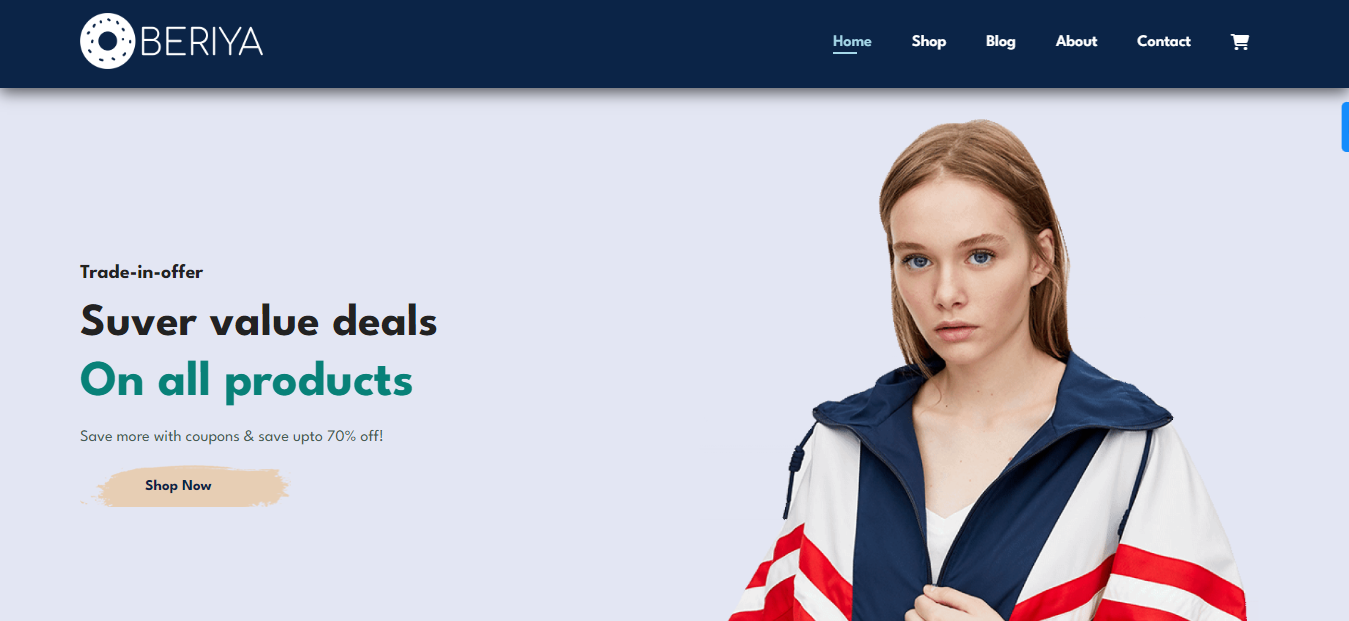 OBERIYA
Home Shop Blog About Contact
Trade-in-offer
Suver value deals
On all products
Save more with coupons & save upto 70% off!
Shop Now